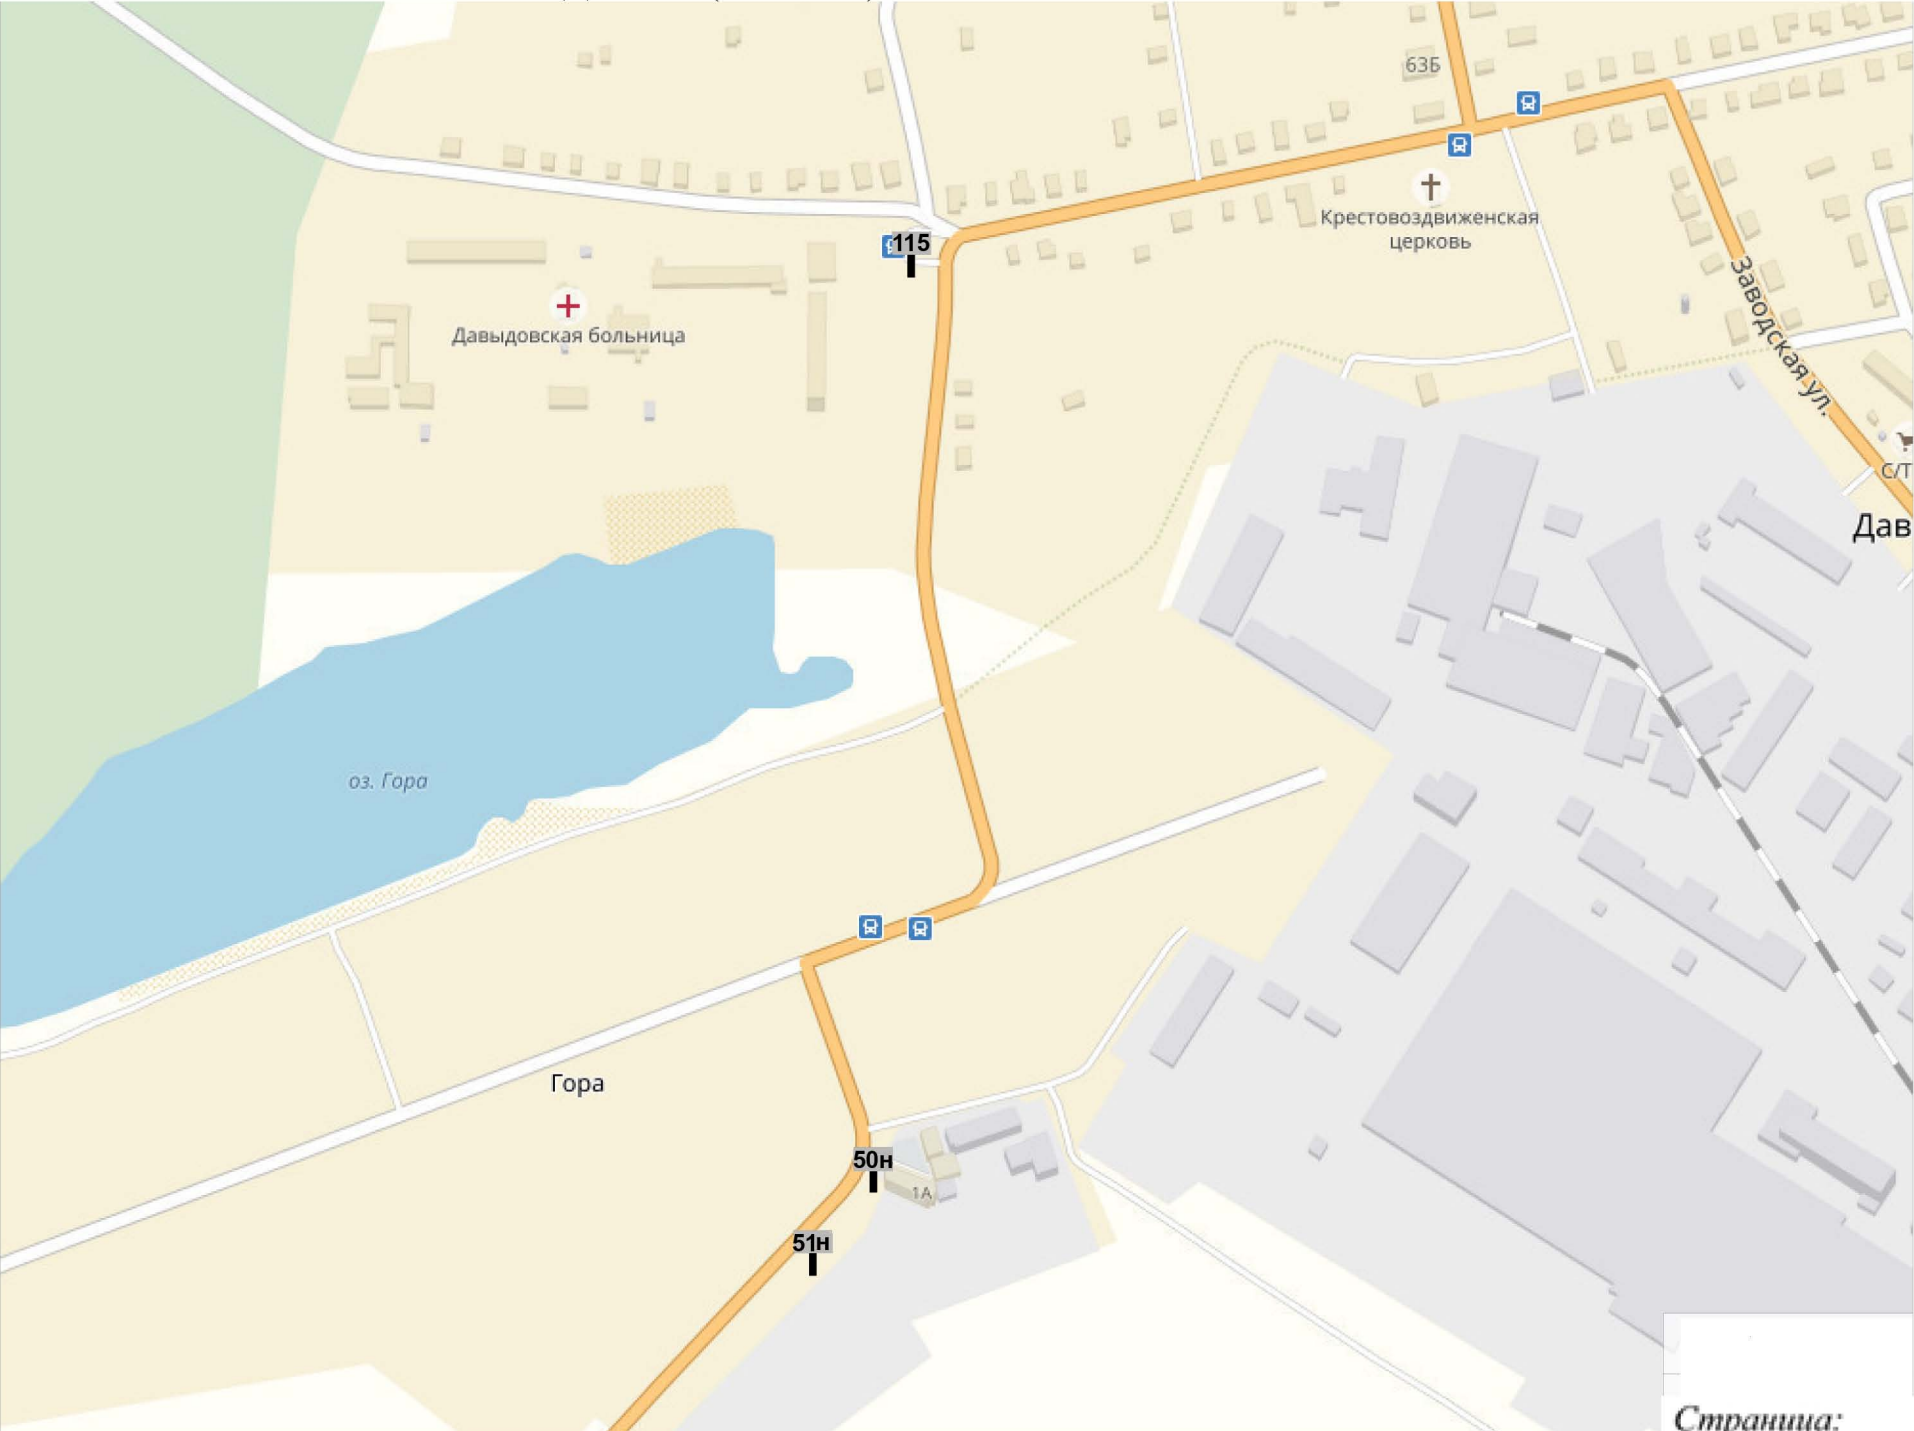 63Б
Крестовоздвиженская
церковь
115
Давыдовская больница
Заводская ул.
С/Т
Дав
оз. Гора
Гора
50н
1А
51н
Страница: